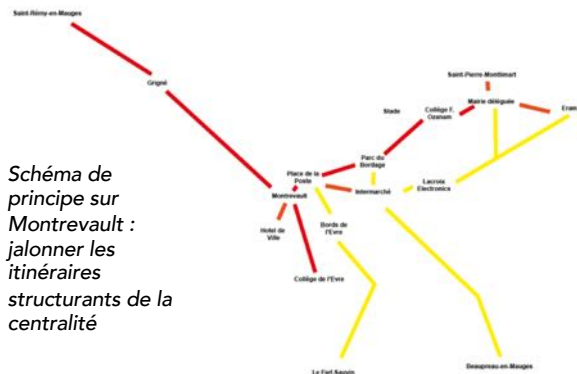 Saint-Rémy-en-Mauges
Grigné
Saint-Pierre-Montlimart
Mairie déléguée
Eram
Stade
Collège F.
Ozanam
Parc du
Bordage
Place de la
Poste
Lacroix
Electronics
Montrevault
Intermarché
Hotel de
Ville
Bords de
l'Evre
Collège de l'Evre
Le Fief-Sauvin
Beaupreau-en-Mauges
Schéma de
principe sur
Montrevault :
jalonner les
itinéraires
structurants de la
centralité